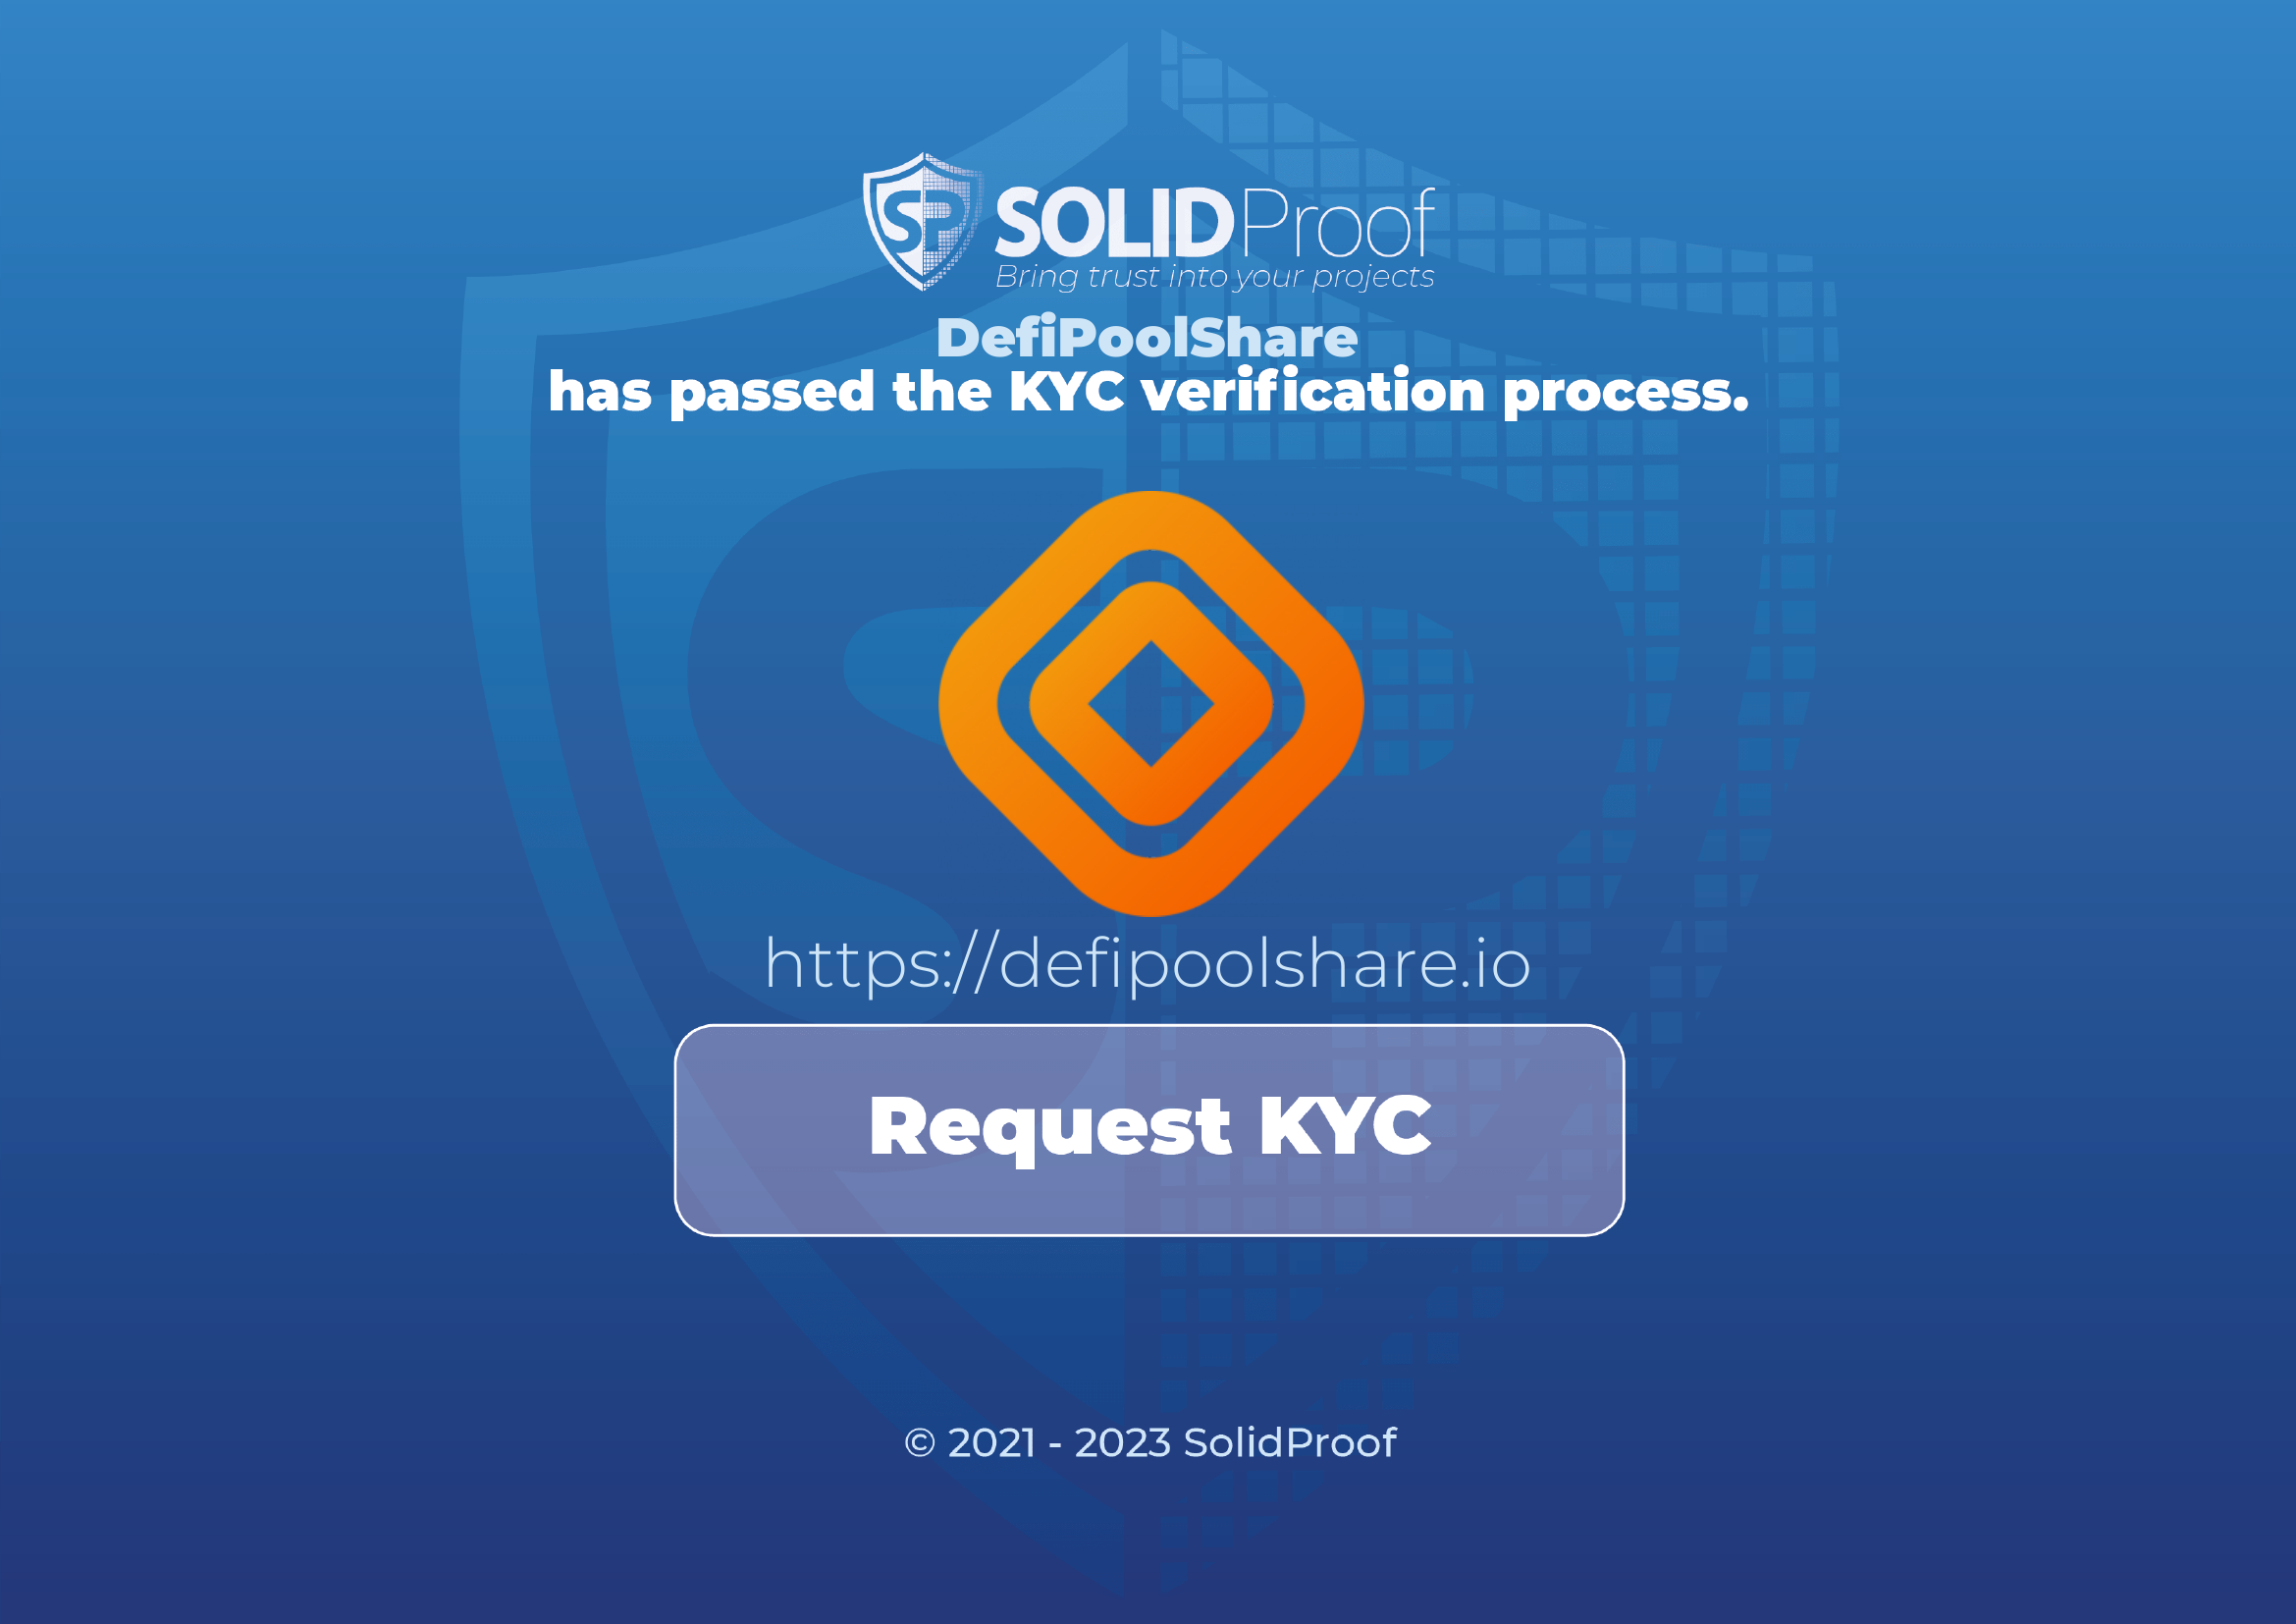 SP SOLIDProof
Bring trust into your projects
DefiPoolShare
has passed the KYC verification process.
https://defipoolshare.io
Request KYC
© 2021 - 2023 SolidProof